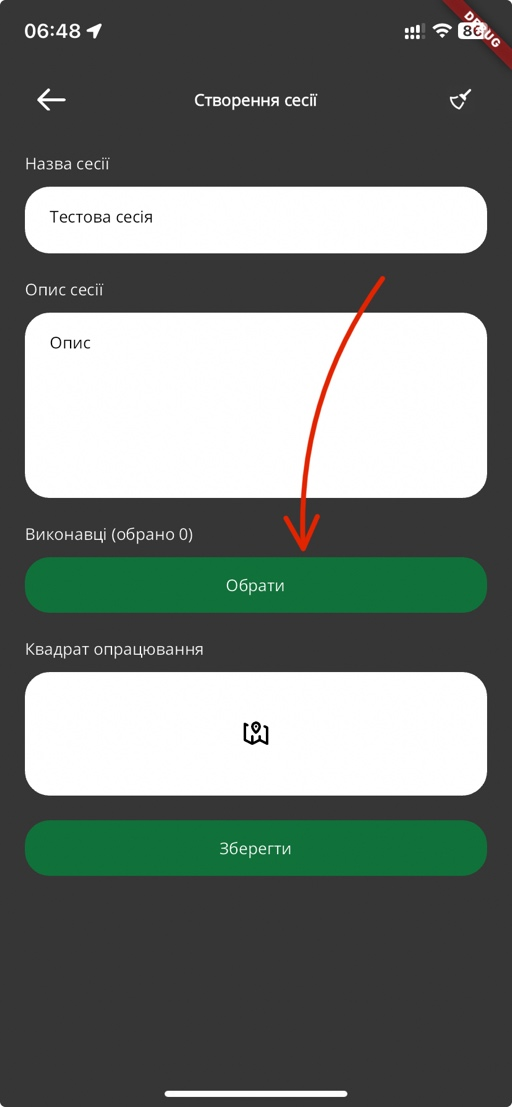 06:48
DEBUG
Створення сесії
Назва сесії
Тестова сесія
Опис сесії
Опис
Виконавці (обрано 0)
Обрати
Квадрат опрацювання
Зберегти